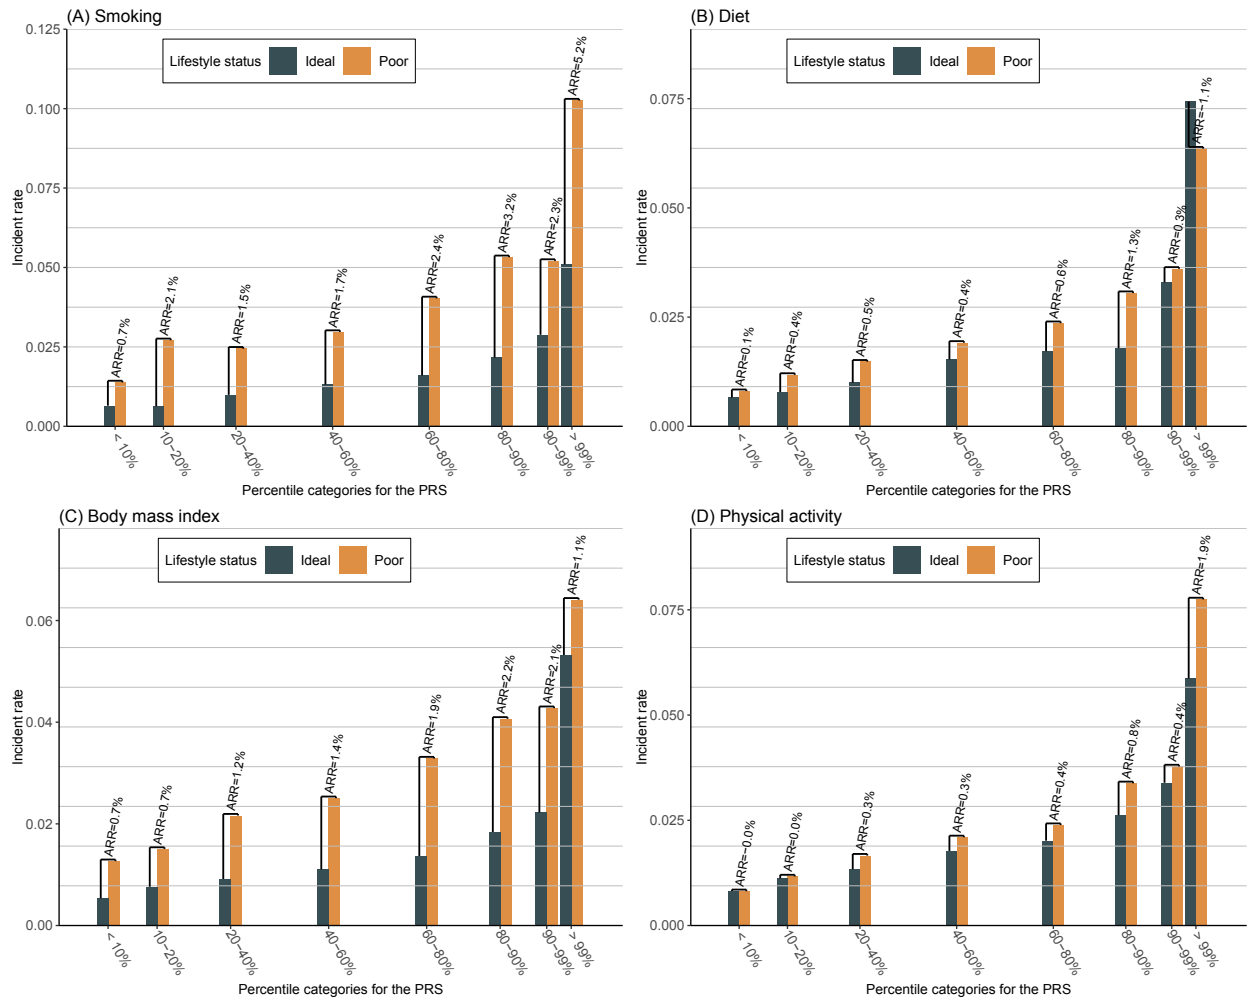 (A) Smoking
Lifestyle status Ideal Poor
Incident rate
0.125
0.100
0.075
0.050
0.025
0.000
ARR=0.7%
ARR=2.1%
ARR=1.5%
ARR=1.7%
ARR=2.4%
ARR=3.2%
ARR=2.3%
ARR=5.2%
< 10%
10−20%
20−40%
40−60%
60−80%
80−90%
90−99%
> 99%
Percentile categories for the PRS
(B) Diet
Lifestyle status Ideal Poor
Incident rate
0.075
0.050
0.025
0.000
ARR=0.1%
ARR=0.4%
ARR=0.5%
ARR=0.4%
ARR=0.6%
ARR=1.3%
ARR=0.3%
ARR=−1.1%
< 10%
10−20%
20−40%
40−60%
60−80%
80−90%
90−99%
> 99%
Percentile categories for the PRS
(C) Body mass index
Lifestyle status Ideal Poor
Incident rate
0.06
0.04
0.02
0.00
ARR=0.7%
ARR=0.7%
ARR=1.2%
ARR=1.4%
ARR=1.9%
ARR=2.2%
ARR=2.1%
ARR=1.1%
< 10%
10−20%
20−40%
40−60%
60−80%
80−90%
90−99%
> 99%
Percentile categories for the PRS
(D) Physical activity
Lifestyle status Ideal Poor
Incident rate
0.075
0.050
0.025
0.000
ARR=−0.0%
ARR=0.0%
ARR=0.3%
ARR=0.3%
ARR=0.4%
ARR=0.8%
ARR=0.4%
ARR=1.9%
< 10%
10−20%
20−40%
40−60%
60−80%
80−90%
90−99%
> 99%
Percentile categories for the PRS